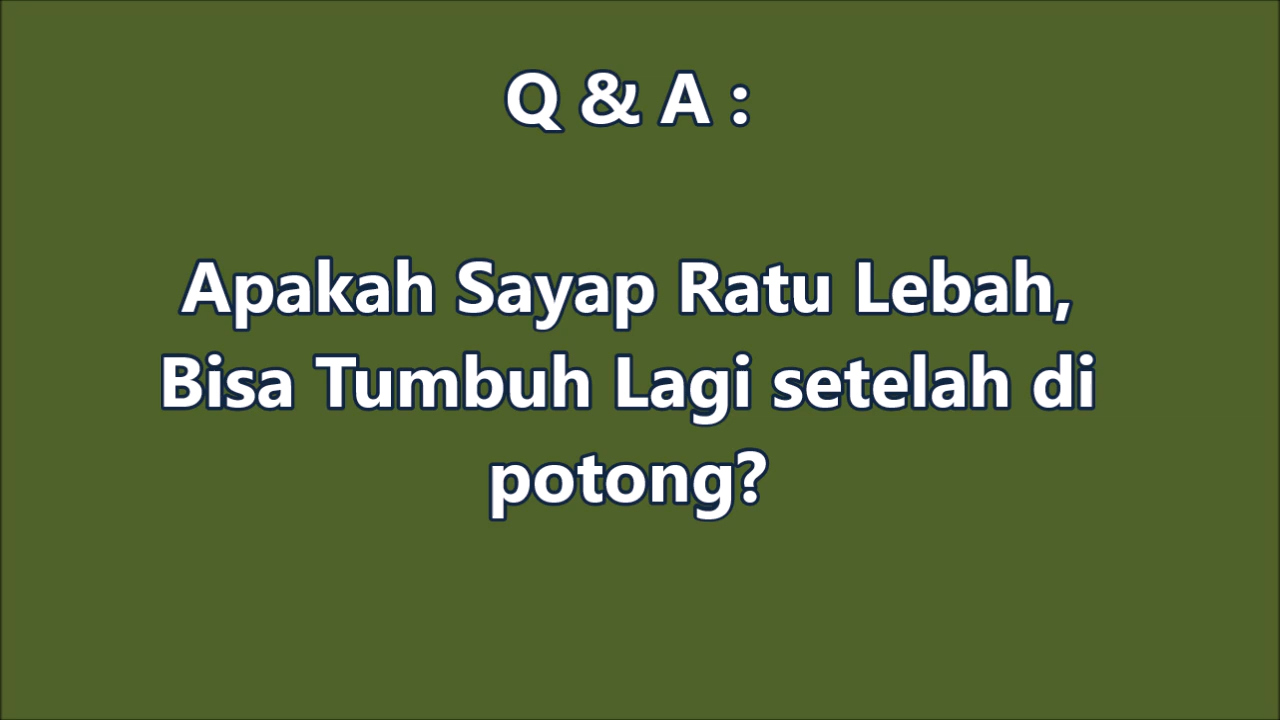 Q & A :
Apakah Sayap Ratu Lebah,
Bisa Tumbuh Lagi setelah di
potong?